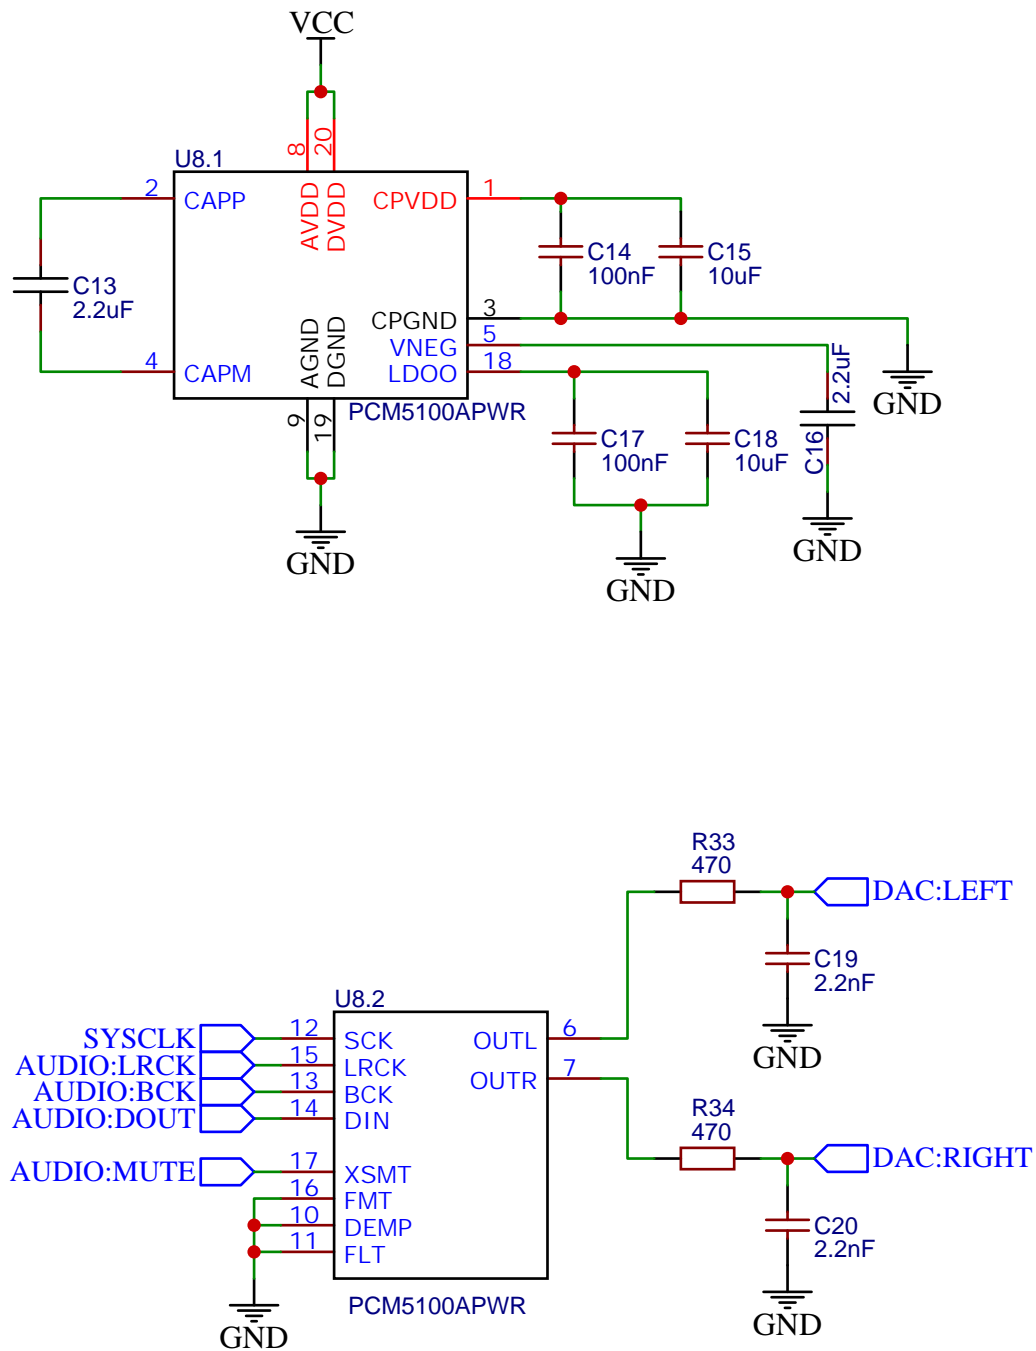 VCC
8
20
U8.1
2
CAPP
AVDD
DVDD
CPVDD
1
C13
2.2uF
C14
100nF
C15
10uF
4
CAPM
AGND
DGND
CPGND
3
VNEG
5
LDOO
18
PCM5100APWR
9
19
GND
C17
100nF
C18
10uF
GND
2.2uF
C16
GND
GND
R33
470
DAC:LEFT
C19
2.2nF
GND
U8.2
SYSCLK
12
SCK
OUTL
6
AUDIO:LRCK
15
LRCK
OUTR
7
AUDIO:BCK
13
BCK
AUDIO:DOUT
14
DIN
AUDIO:MUTE
17
XSMT
16
FMT
10
DEMP
11
FLT
GND
PCM5100APWR
R34
470
DAC:RIGHT
C20
2.2nF
GND